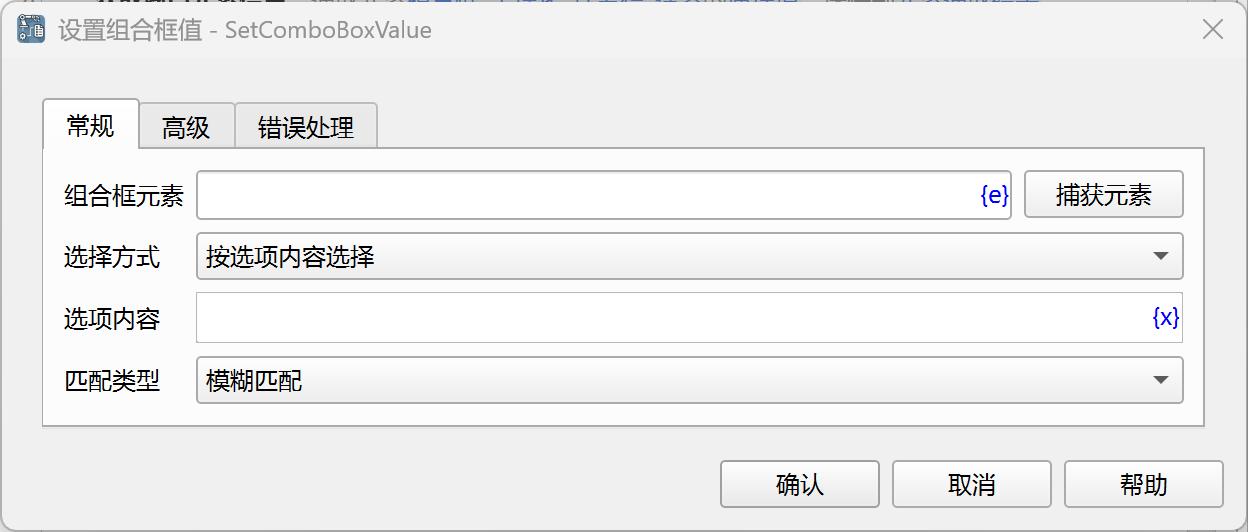 设置组合框值 - SetComboBoxValue
常规 高级 错误处理
组合框元素 {e} 捕获元素
选择方式 按选项内容选择
选项内容 {x}
匹配类型 模糊匹配
确认 取消 帮助